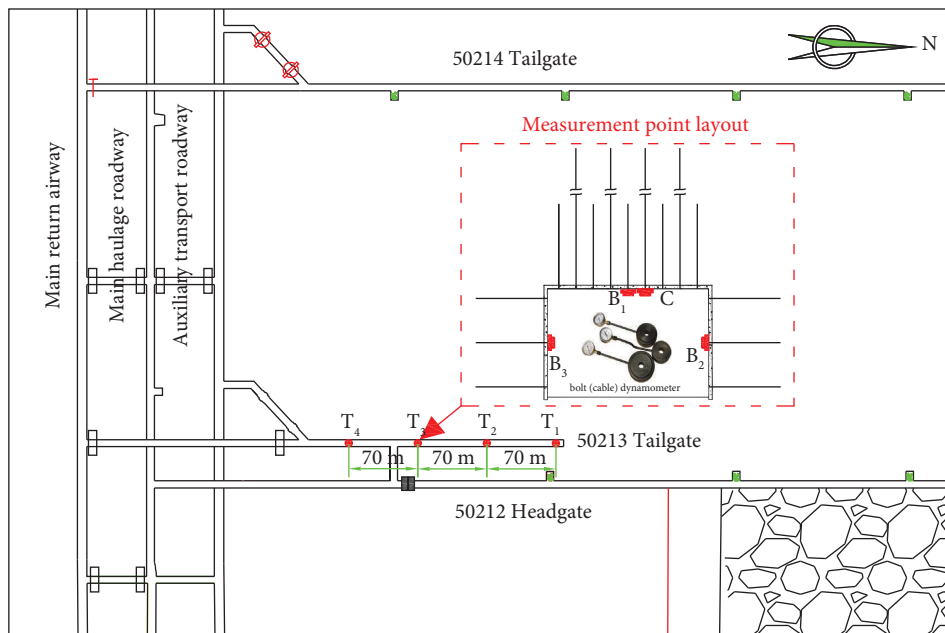 50214 Tailgate
N
Measurement point layout
Main return airway
Main haulage roadway
Auxiliary transport roadway
B1
C
B3
B2
bolt (cable) dynamometer
T4
T3
T2
T1
50213 Tailgate
70 m
70 m
70 m
50212 Headgate